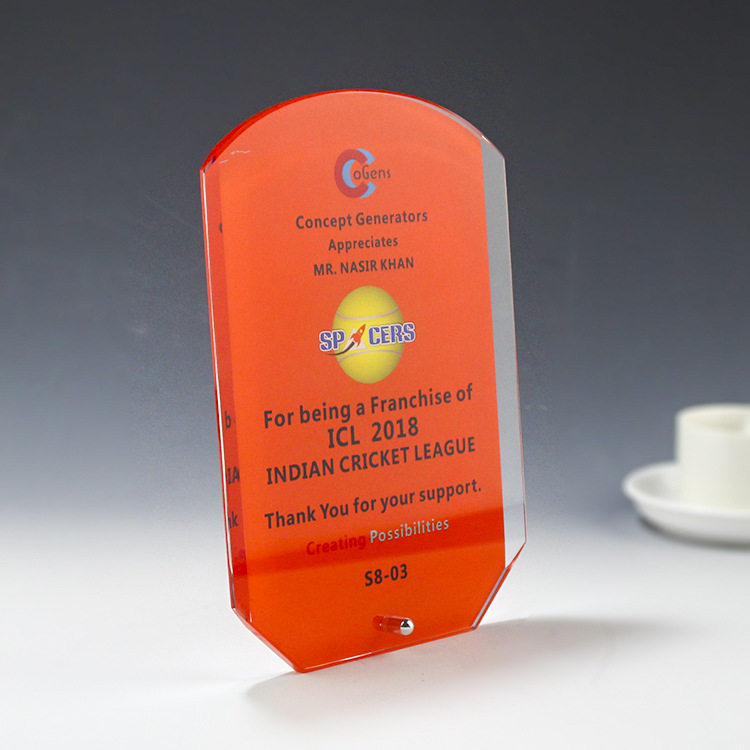 CoGens
Concept Generators
Appreciates
MR. NASIR KHAN
SPACERS
For being a Franchise of
ICL 2018
INDIAN CRICKET LEAGUE
Thank You for your support.
Creating Possibilities
S8-03